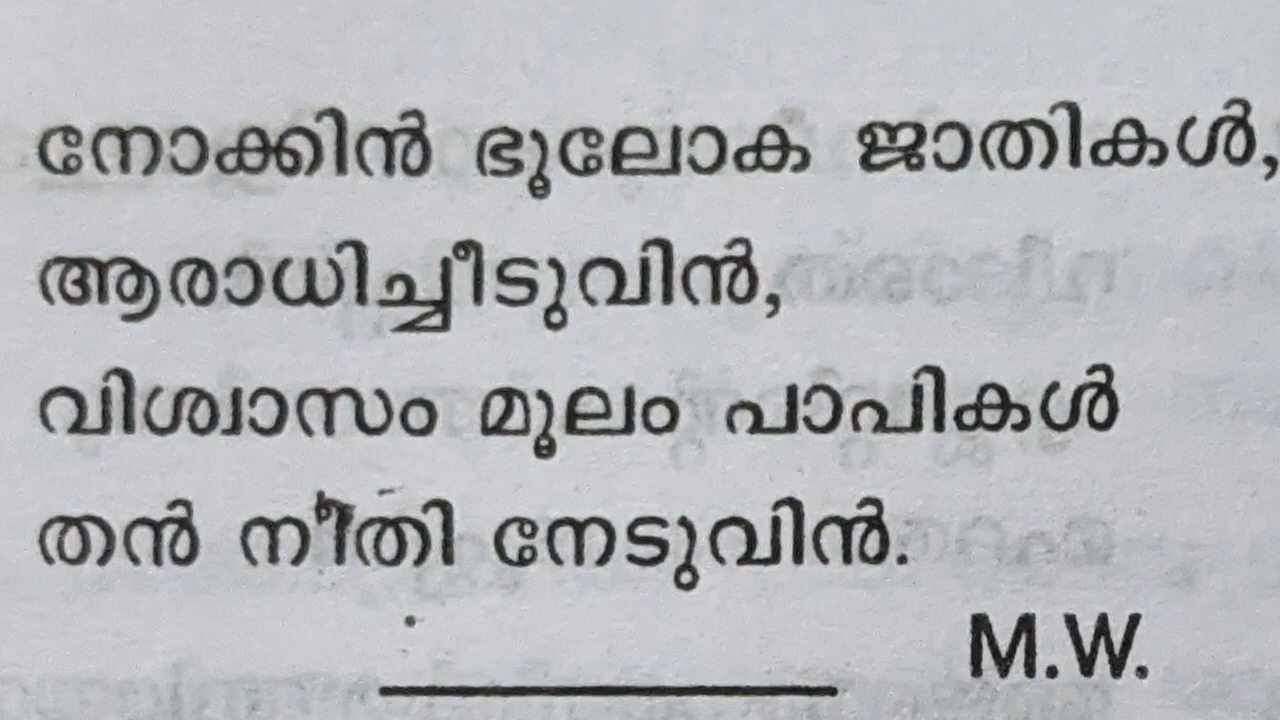 നോക്കിൻ ഭൂലോക ജാതികൾ,
ആരാധിച്ചീടുവിൻ,
വിശ്വാസം മൂലം പാപികൾ
തൻ നീതി നേടുവിൻ.
M.W.